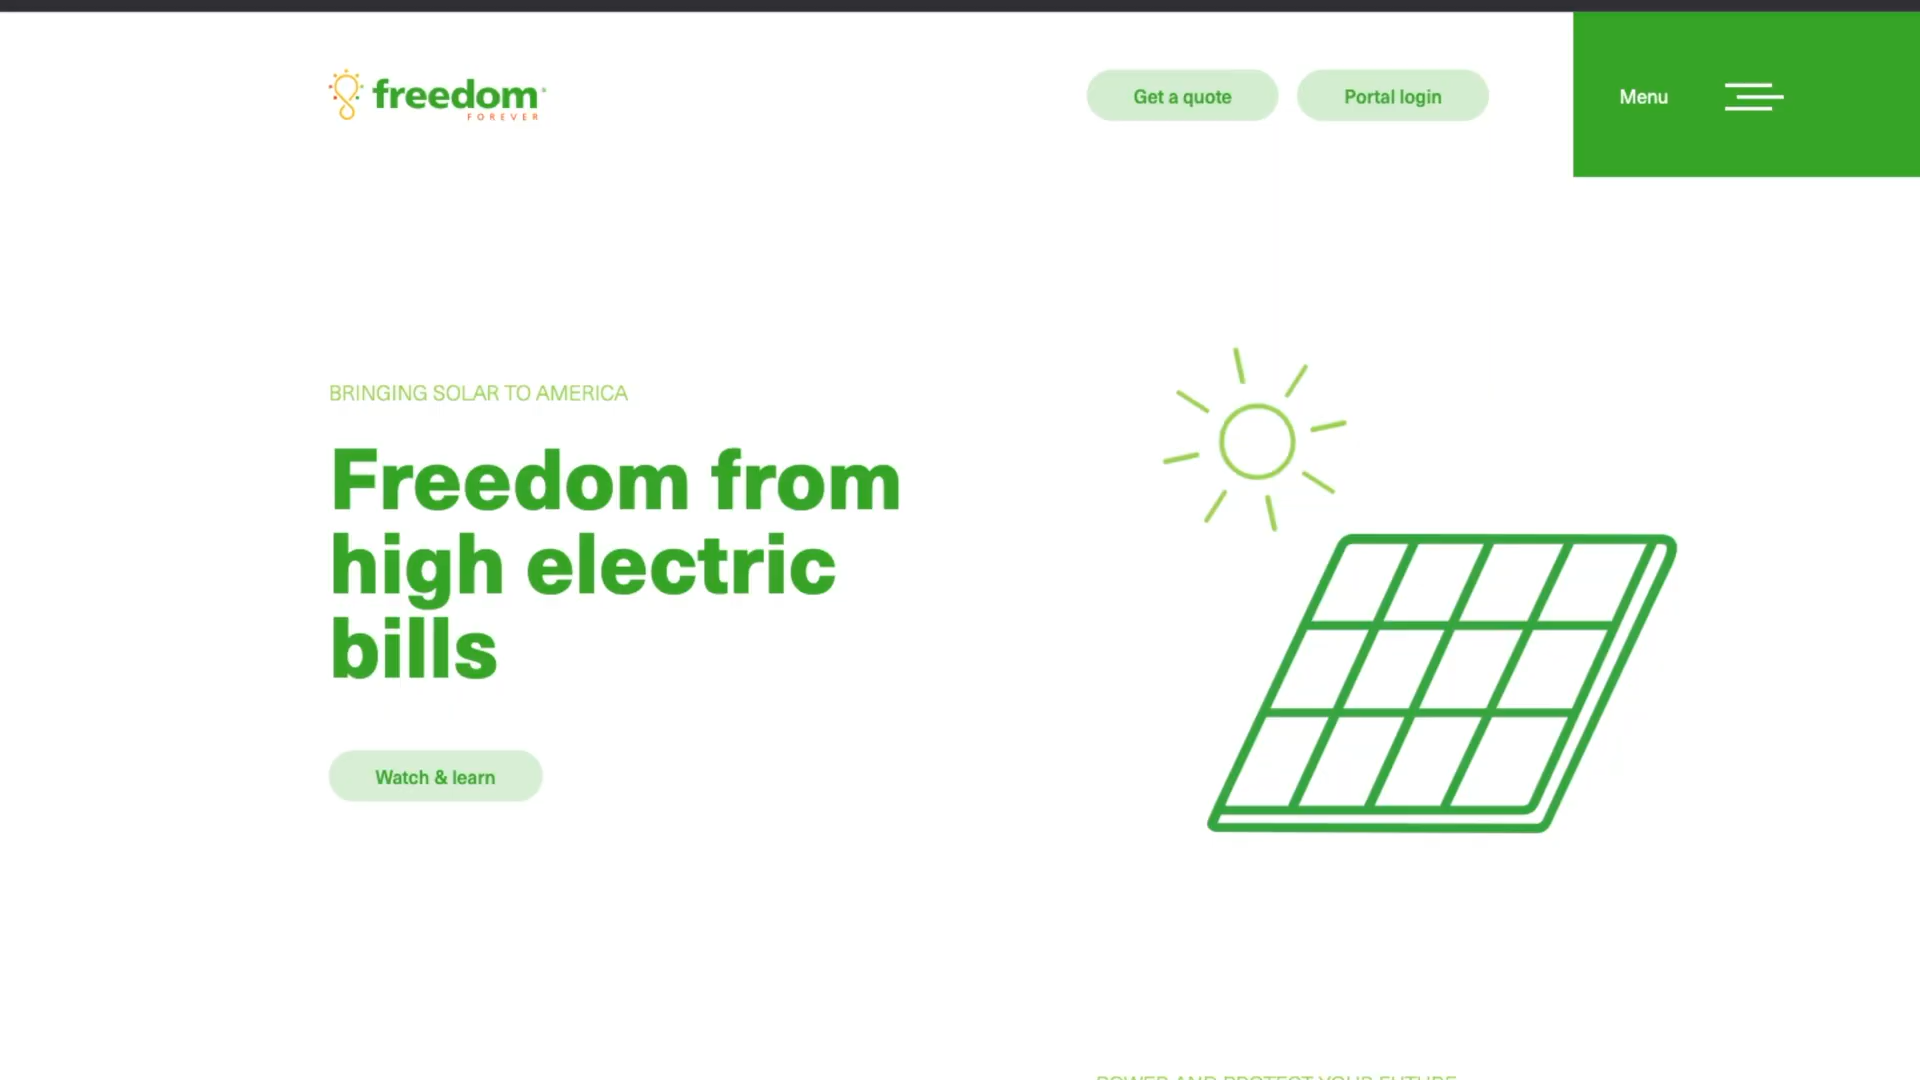 freedom
FOREVER
Get a quote
Portal login
Menu
BRINGING SOLAR TO AMERICA
Freedom from
high electric
bills
Watch & learn
POWER AND PROTECT YOUR FUTURE